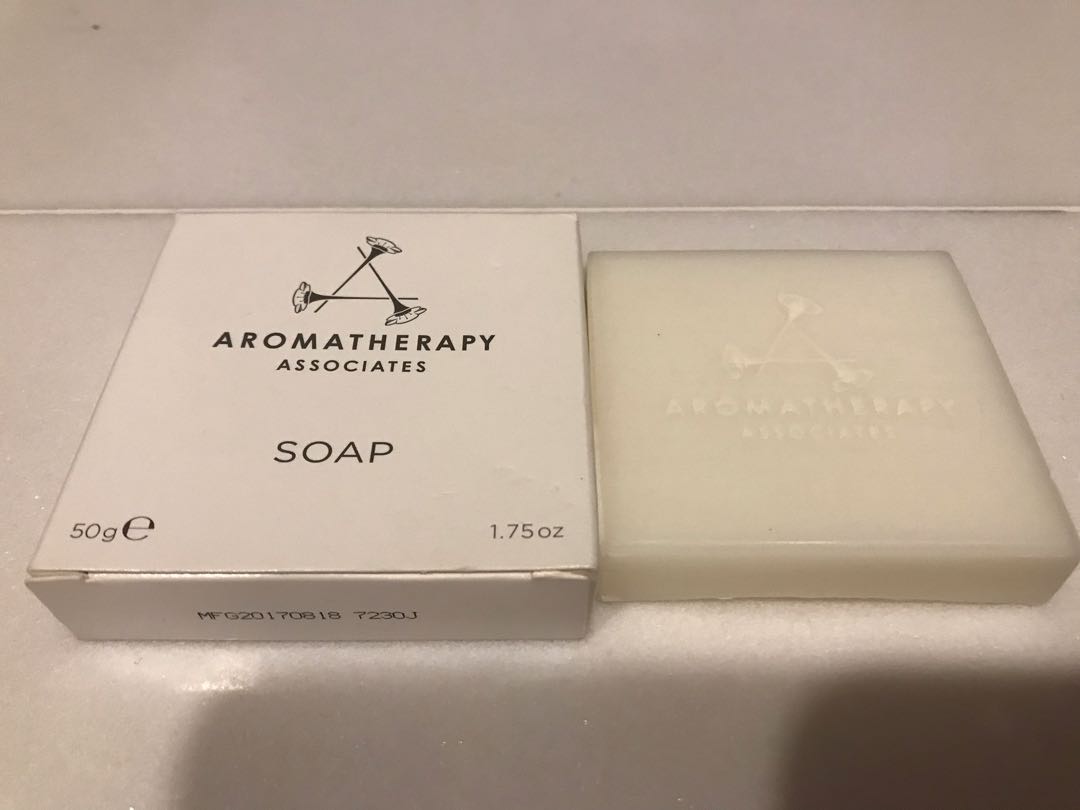 AROMATHERAPY
ASSOCIATES
SOAP
50g℮
1.75oz
MFG20170818 7230J
AROMATHERAPY
ASSOCIATES